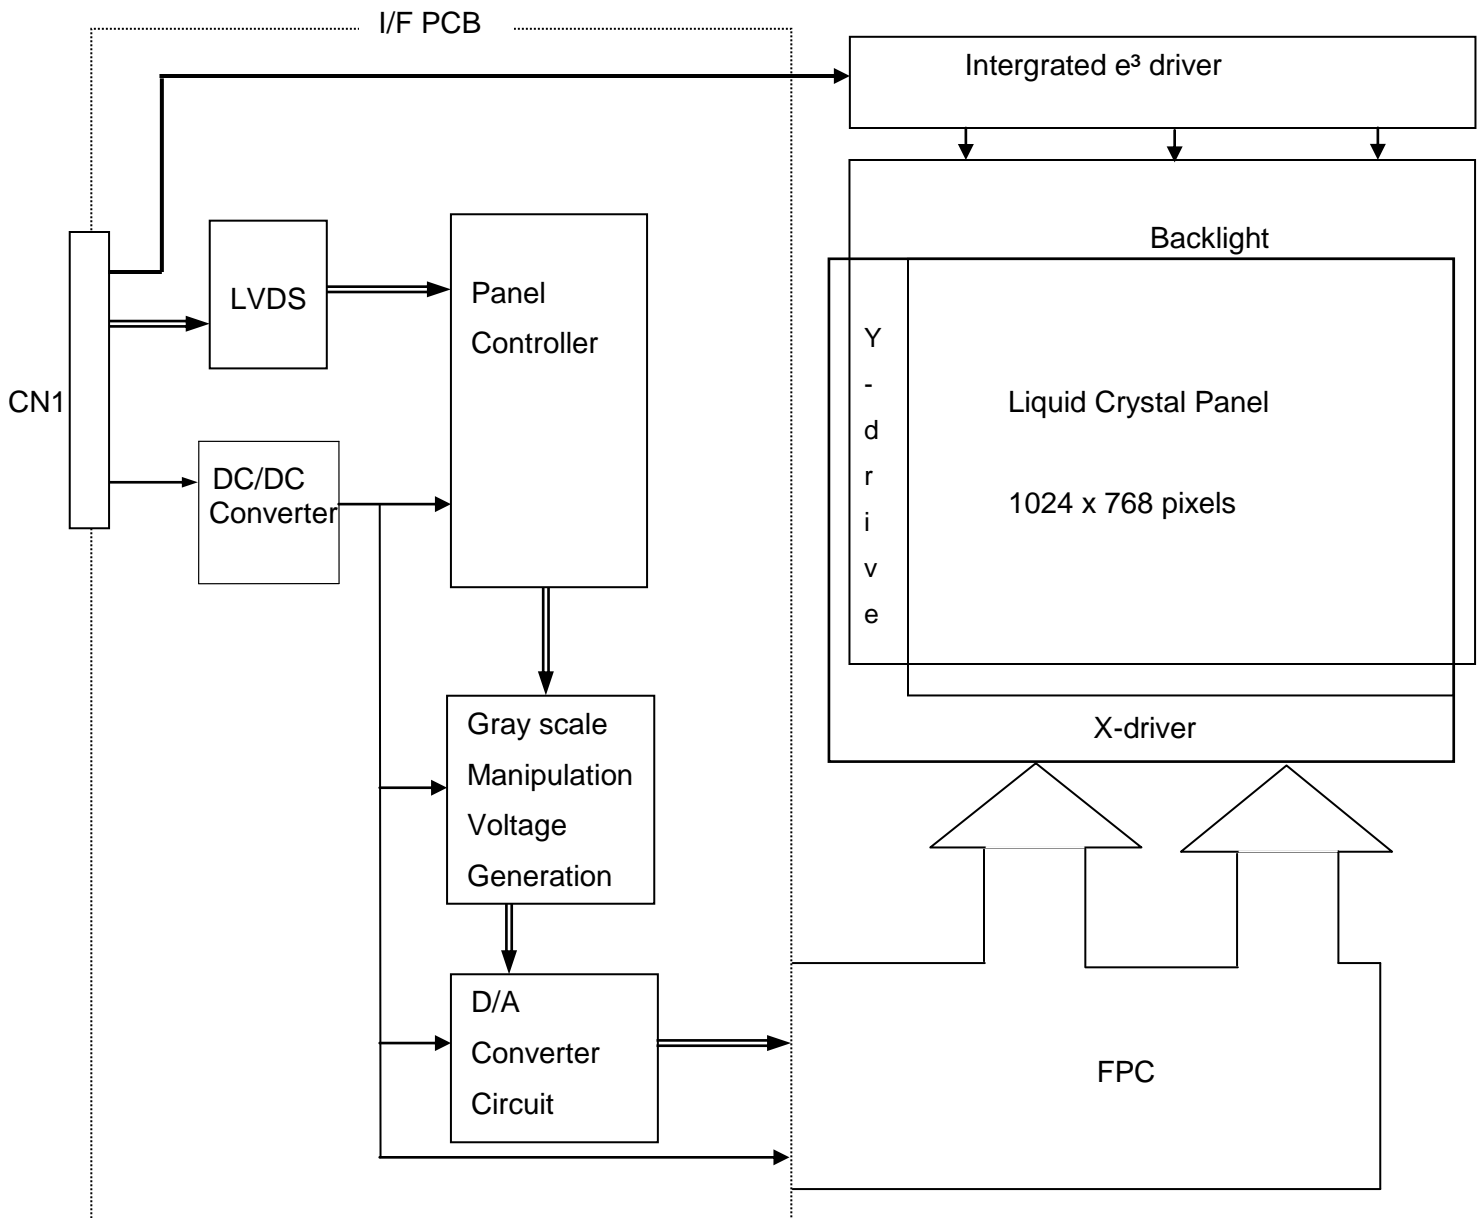 I/F PCB
Intergrated e³ driver
Backlight
LVDS
Panel
Controller
CN1
DC/DC
Converter
Y
-
d
r
i
v
e
Liquid Crystal Panel
1024 x 768 pixels
X-driver
Gray scale
Manipulation
Voltage
Generation
D/A
Converter
Circuit
FPC